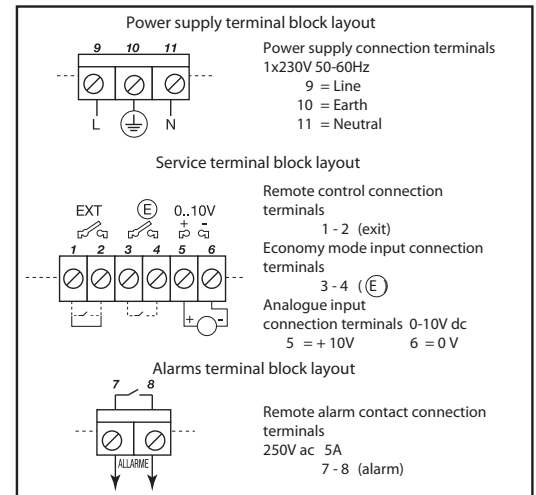 Power supply terminal block layout
9 10 11
L N
Power supply connection terminals
1x230V 50-60Hz
9 = Line
10 = Earth
11 = Neutral
Service terminal block layout
EXT E 0..10V
+ -
1 2 3 4 5 6
+ -
Remote control connection
terminals
1 - 2 (exit)
Economy mode input connection
terminals
3 - 4 (E)
Analogue input
connection terminals 0-10V dc
5 = + 10V 6 = 0 V
Alarms terminal block layout
7 8
ALLARME
Remote alarm contact connection
terminals
250V ac 5A
7 - 8 (alarm)